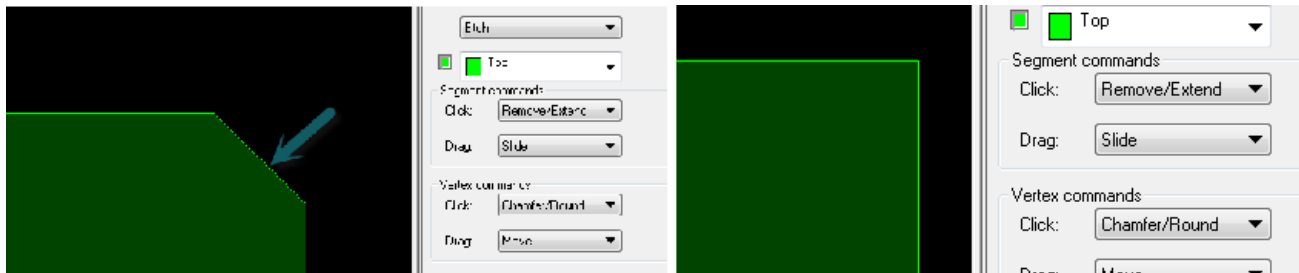 Etch
Top
Segment commands
Click: Remove/Extend
Drag: Slide
Vertex commands
Click: Chamfer/Round
Drag: Move
Top
Segment commands
Click: Remove/Extend
Drag: Slide
Vertex commands
Click: Chamfer/Round